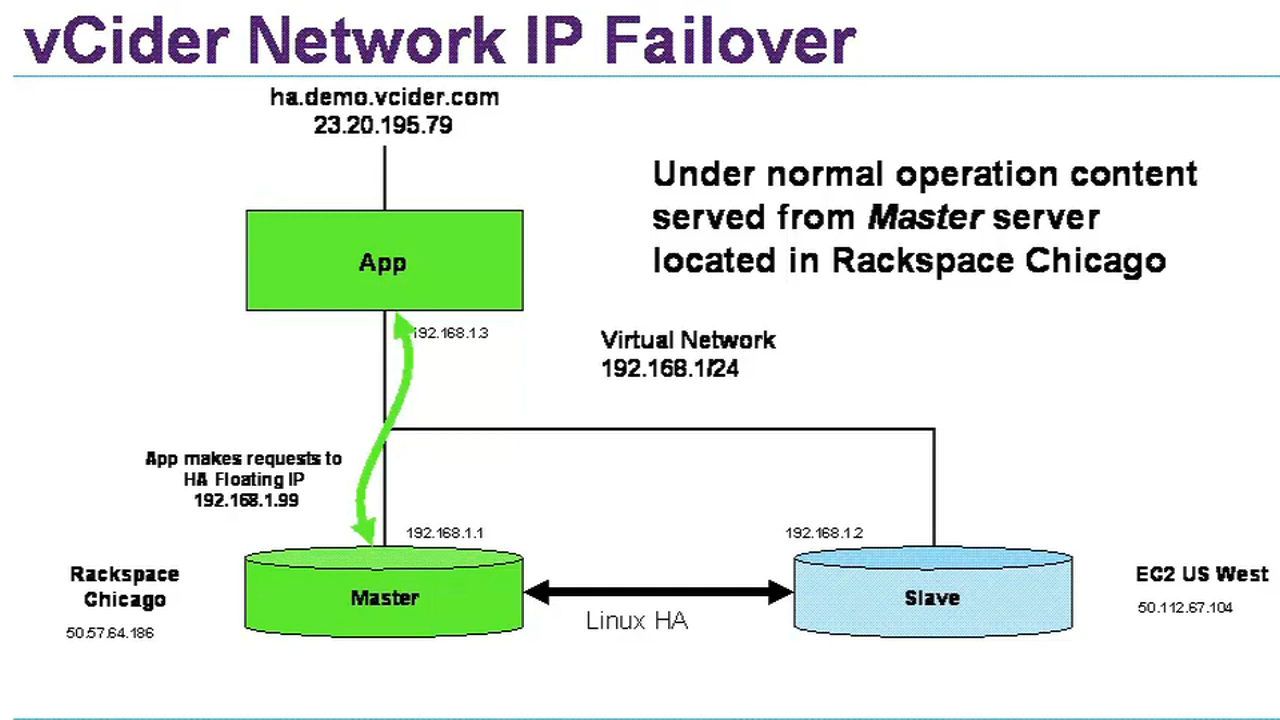 vCider Network IP Failover
ha.demo.vcider.com
23.20.195.79
Under normal operation content
served from Master server
located in Rackspace Chicago
App
192.168.1.3
Virtual Network
192.168.1/24
App makes requests to
HA Floating IP
192.168.1.99
192.168.1.1
192.168.1.2
Rackspace
Chicago
50.57.64.186
Master
Linux HA
Slave
EC2 US West
50.112.67.104